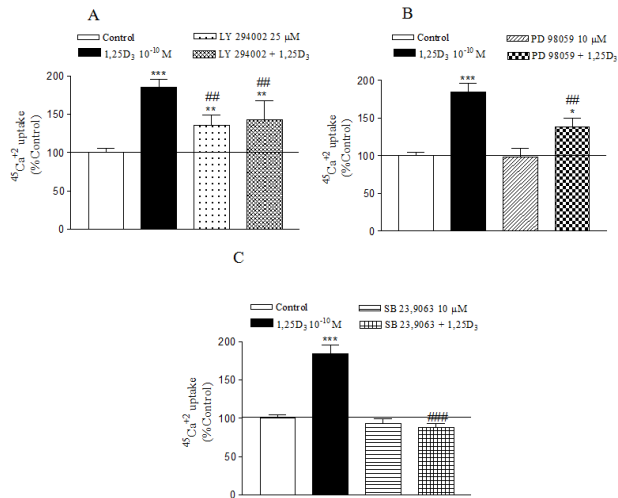 A
Control
LY 294002 25 μM
1,25D₃ 10⁻¹⁰ M
LY 294002 + 1,25D₃
200
150
100
50
0
⁴⁵Ca⁺² uptake
(%Control)
***
##
**
##
**
B
Control
PD 98059 10 μM
1,25D₃ 10⁻¹⁰ M
PD 98059 + 1,25D₃
200
150
100
50
0
⁴⁵Ca⁺² uptake
(%Control)
***
##
*
C
Control
SB 23,9063 10 μM
1,25D₃ 10⁻¹⁰ M
SB 23,9063 + 1,25D₃
200
150
100
50
0
⁴⁵Ca⁺² uptake
(%Control)
***
###